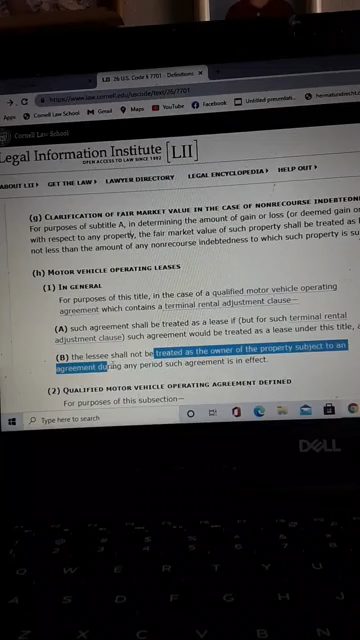 LII 26 U.S. Code § 7701 - Definitions
https://www.law.cornell.edu/uscode/text/26/7701
Apps Cornell Law School Gmail Maps YouTube Facebook Untitled presentati...
Cornell Law School
Legal Information Institute [LII]
OPEN ACCESS TO LAW SINCE 1992
ABOUT LII GET THE LAW LAWYER DIRECTORY LEGAL ENCYCLOPEDIA HELP OUT
(g) CLARIFICATION OF FAIR MARKET VALUE IN THE CASE OF NONRECOURSE
For purposes of subtitle A, in determining the amount of gain or loss (or deemed gain or
with respect to any property, the fair market value of such property shall be treated as
not less than the amount of any nonrecourse indebtedness to which such property is
(h) MOTOR VEHICLE OPERATING LEASES
(1) IN GENERAL
For purposes of this title, in the case of a qualified motor vehicle operating
agreement which contains a terminal rental adjustment clause—
(A) such agreement shall be treated as a lease if (but for such terminal rental
adjustment clause) such agreement would be treated as a lease under this title,
(B) the lessee shall not be treated as the owner of the property subject to an
agreement during any period such agreement is in effect.
(2) QUALIFIED MOTOR VEHICLE OPERATING AGREEMENT DEFINED
For purposes of this subsection—
Type here to search
DELL
Q W E R T Y U
A S D F G H J